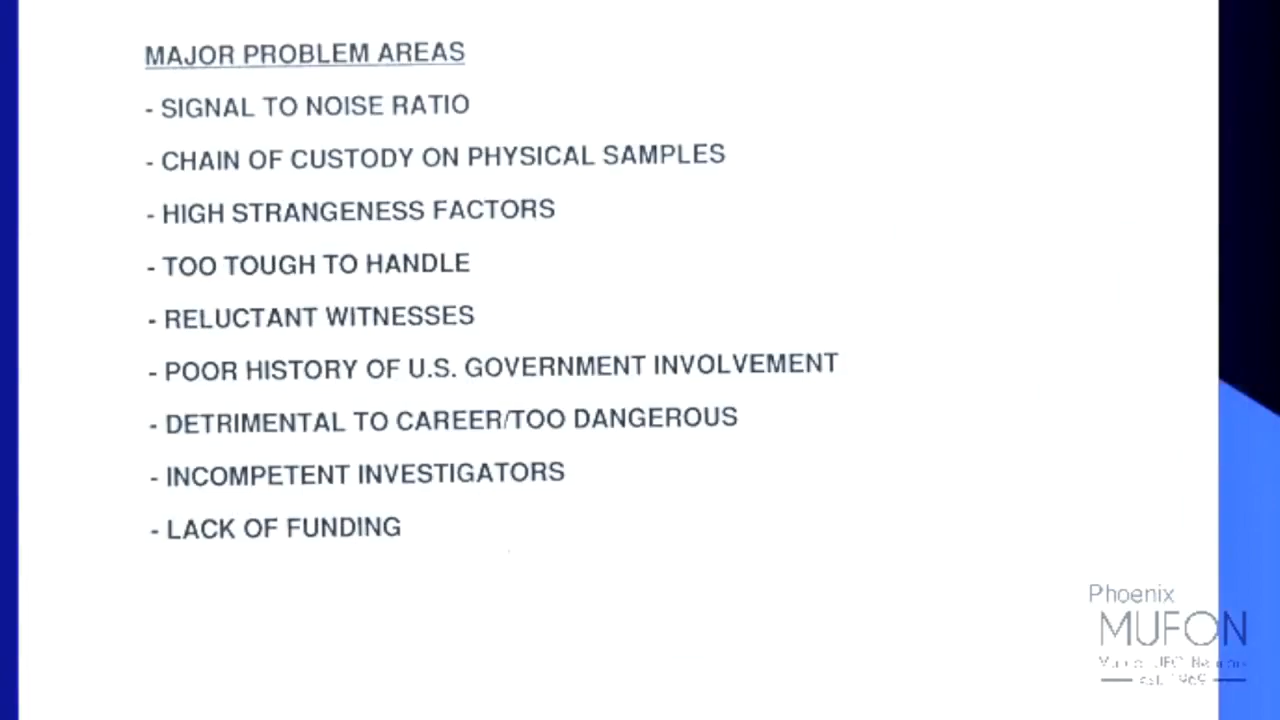 MAJOR PROBLEM AREAS
- SIGNAL TO NOISE RATIO
- CHAIN OF CUSTODY ON PHYSICAL SAMPLES
- HIGH STRANGENESS FACTORS
- TOO TOUGH TO HANDLE
- RELUCTANT WITNESSES
- POOR HISTORY OF U.S. GOVERNMENT INVOLVEMENT
- DETRIMENTAL TO CAREER/TOO DANGEROUS
- INCOMPETENT INVESTIGATORS
- LACK OF FUNDING
Phoenix
MUFON
est. 1969